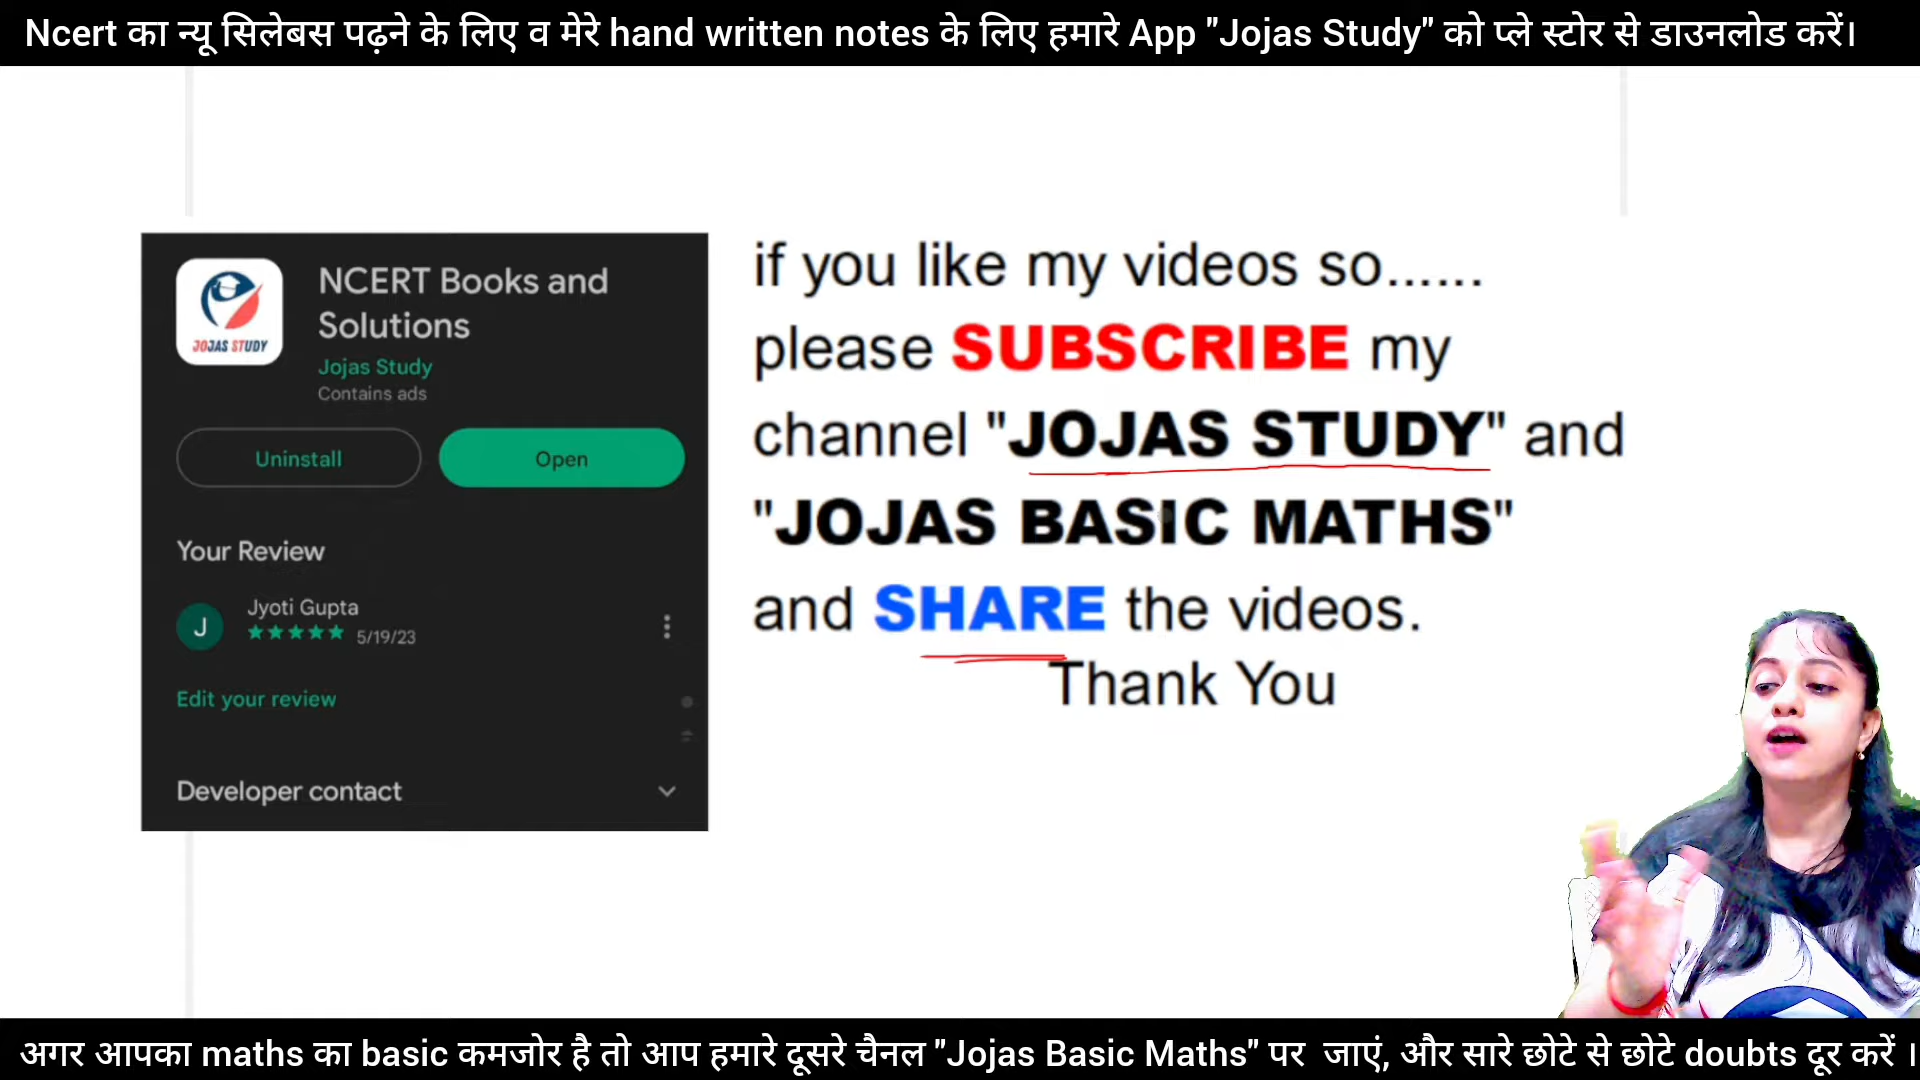 Ncert का न्यू सिलेबस पढ़ने के लिए व मेरे hand written notes के लिए हमारे App "Jojas Study" को प्ले स्टोर से डाउनलोड करें।
JOJAS STUDY
NCERT Books and
Solutions
Jojas Study
Contains ads
Uninstall
Open
Your Review
J
Jyoti Gupta
★★★★★ 5/19/23
Edit your review
Developer contact
if you like my videos so......
please SUBSCRIBE my
channel "JOJAS STUDY" and
"JOJAS BASIC MATHS"
and SHARE the videos.
Thank You
अगर आपका maths का basic कमजोर है तो आप हमारे दूसरे चैनल "Jojas Basic Maths" पर जाएं, और सारे छोटे से छोटे doubts दूर करें ।